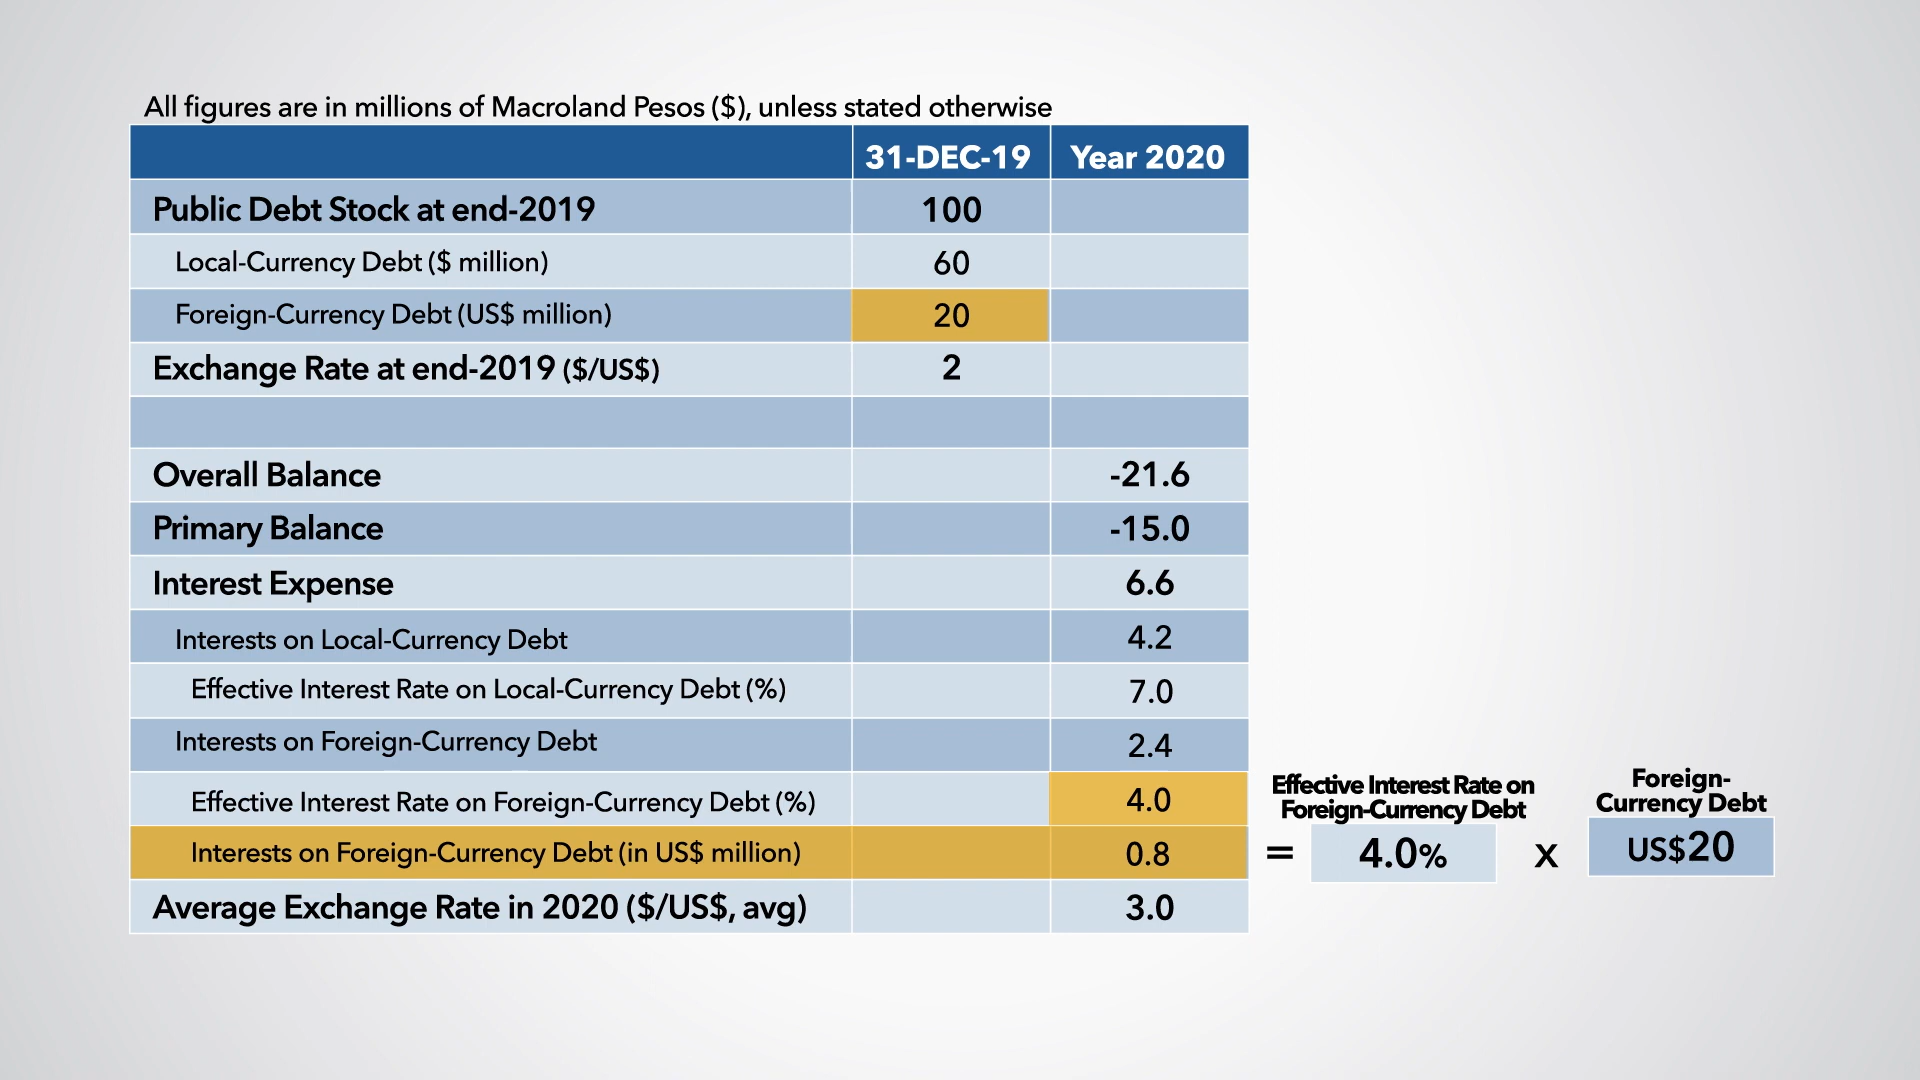 All figures are in millions of Macroland Pesos ($), unless stated otherwise
31-DEC-19 Year 2020
Public Debt Stock at end-2019 100
Local-Currency Debt ($ million) 60
Foreign-Currency Debt (US$ million) 20
Exchange Rate at end-2019 ($/US$) 2
Overall Balance -21.6
Primary Balance -15.0
Interest Expense 6.6
Interests on Local-Currency Debt 4.2
Effective Interest Rate on Local-Currency Debt (%) 7.0
Interests on Foreign-Currency Debt 2.4
Effective Interest Rate on Foreign-Currency Debt (%) 4.0
Interests on Foreign-Currency Debt (in US$ million) 0.8
Average Exchange Rate in 2020 ($/US$, avg) 3.0
Effective Interest Rate on
Foreign-Currency Debt
= 4.0% x
Foreign-
Currency Debt
US$20